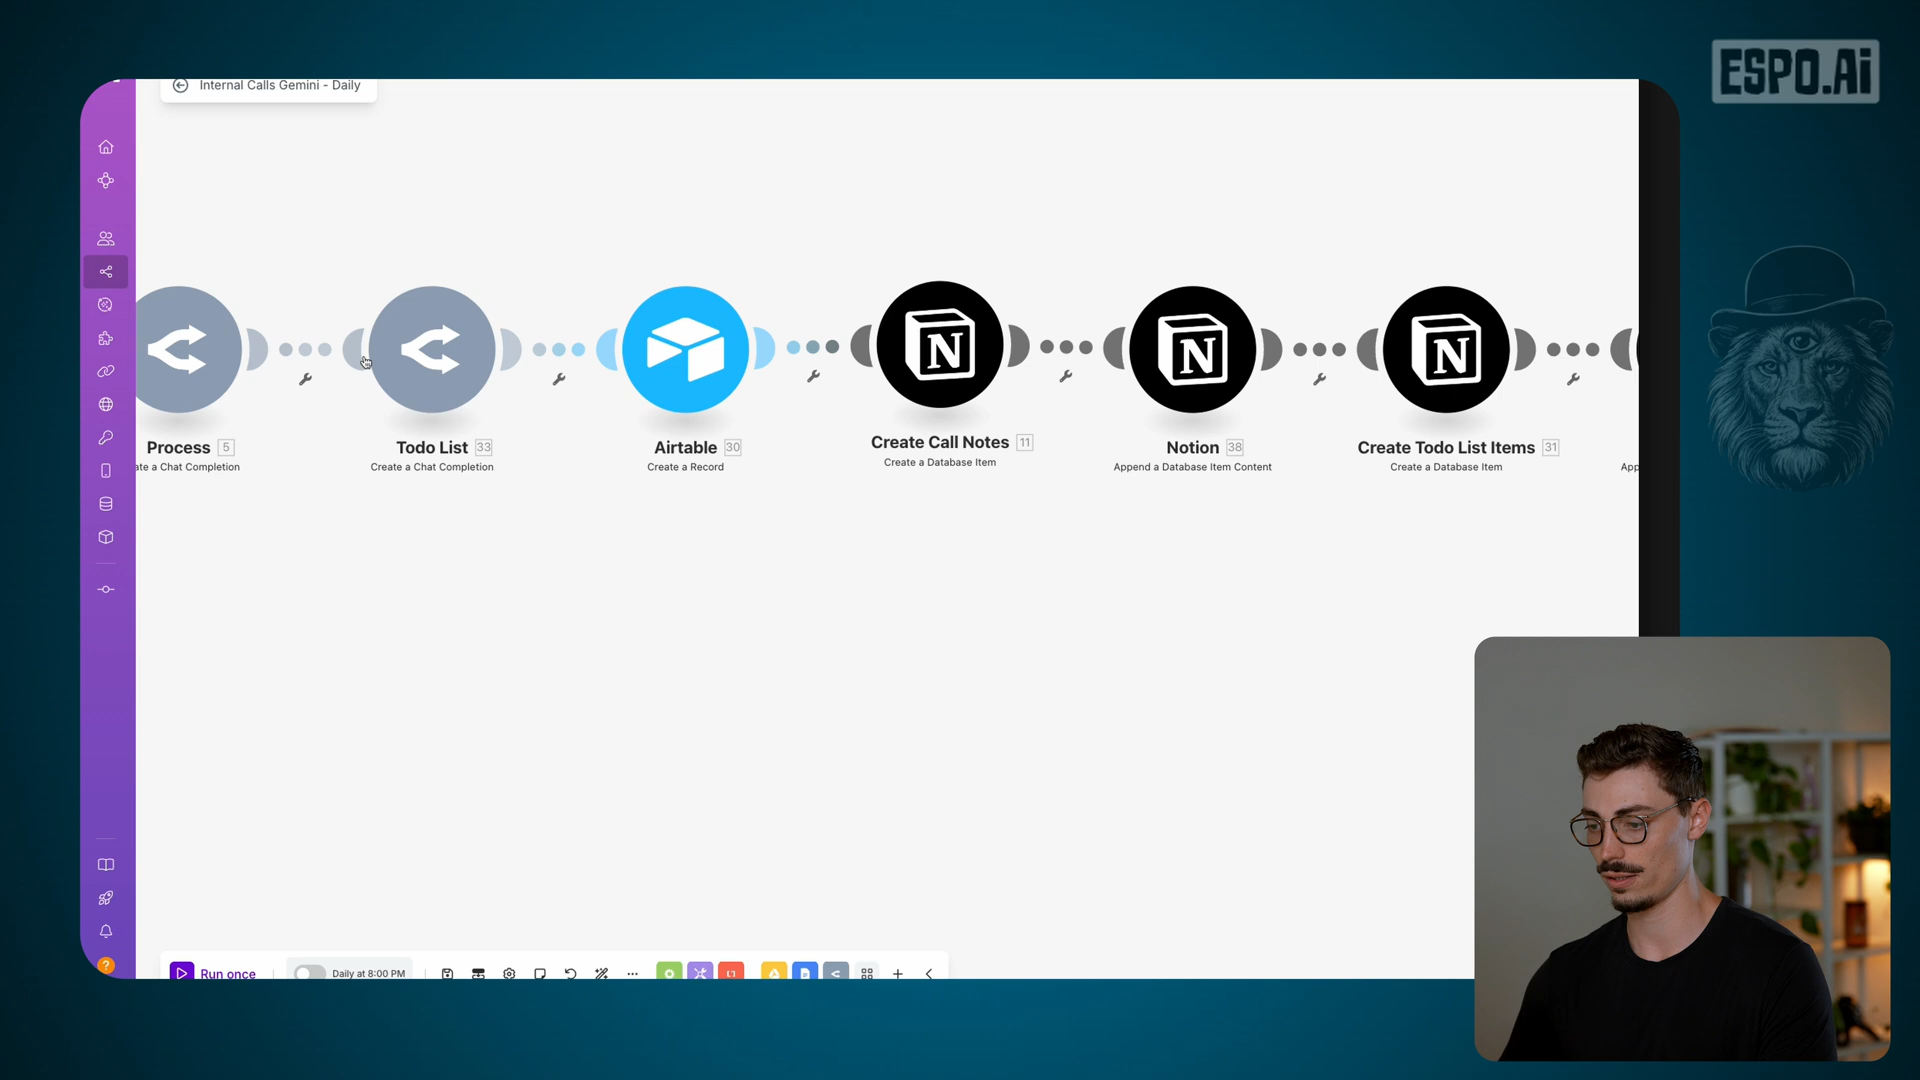 ESPO.Ai
Internal Calls Gemini - Daily
Process 5
ate a Chat Completion
Todo List 33
Create a Chat Completion
Airtable 30
Create a Record
Create Call Notes 11
Create a Database Item
Notion 38
Append a Database Item Content
Create Todo List Items 31
Create a Database Item
App
Run once
Daily at 8:00 PM